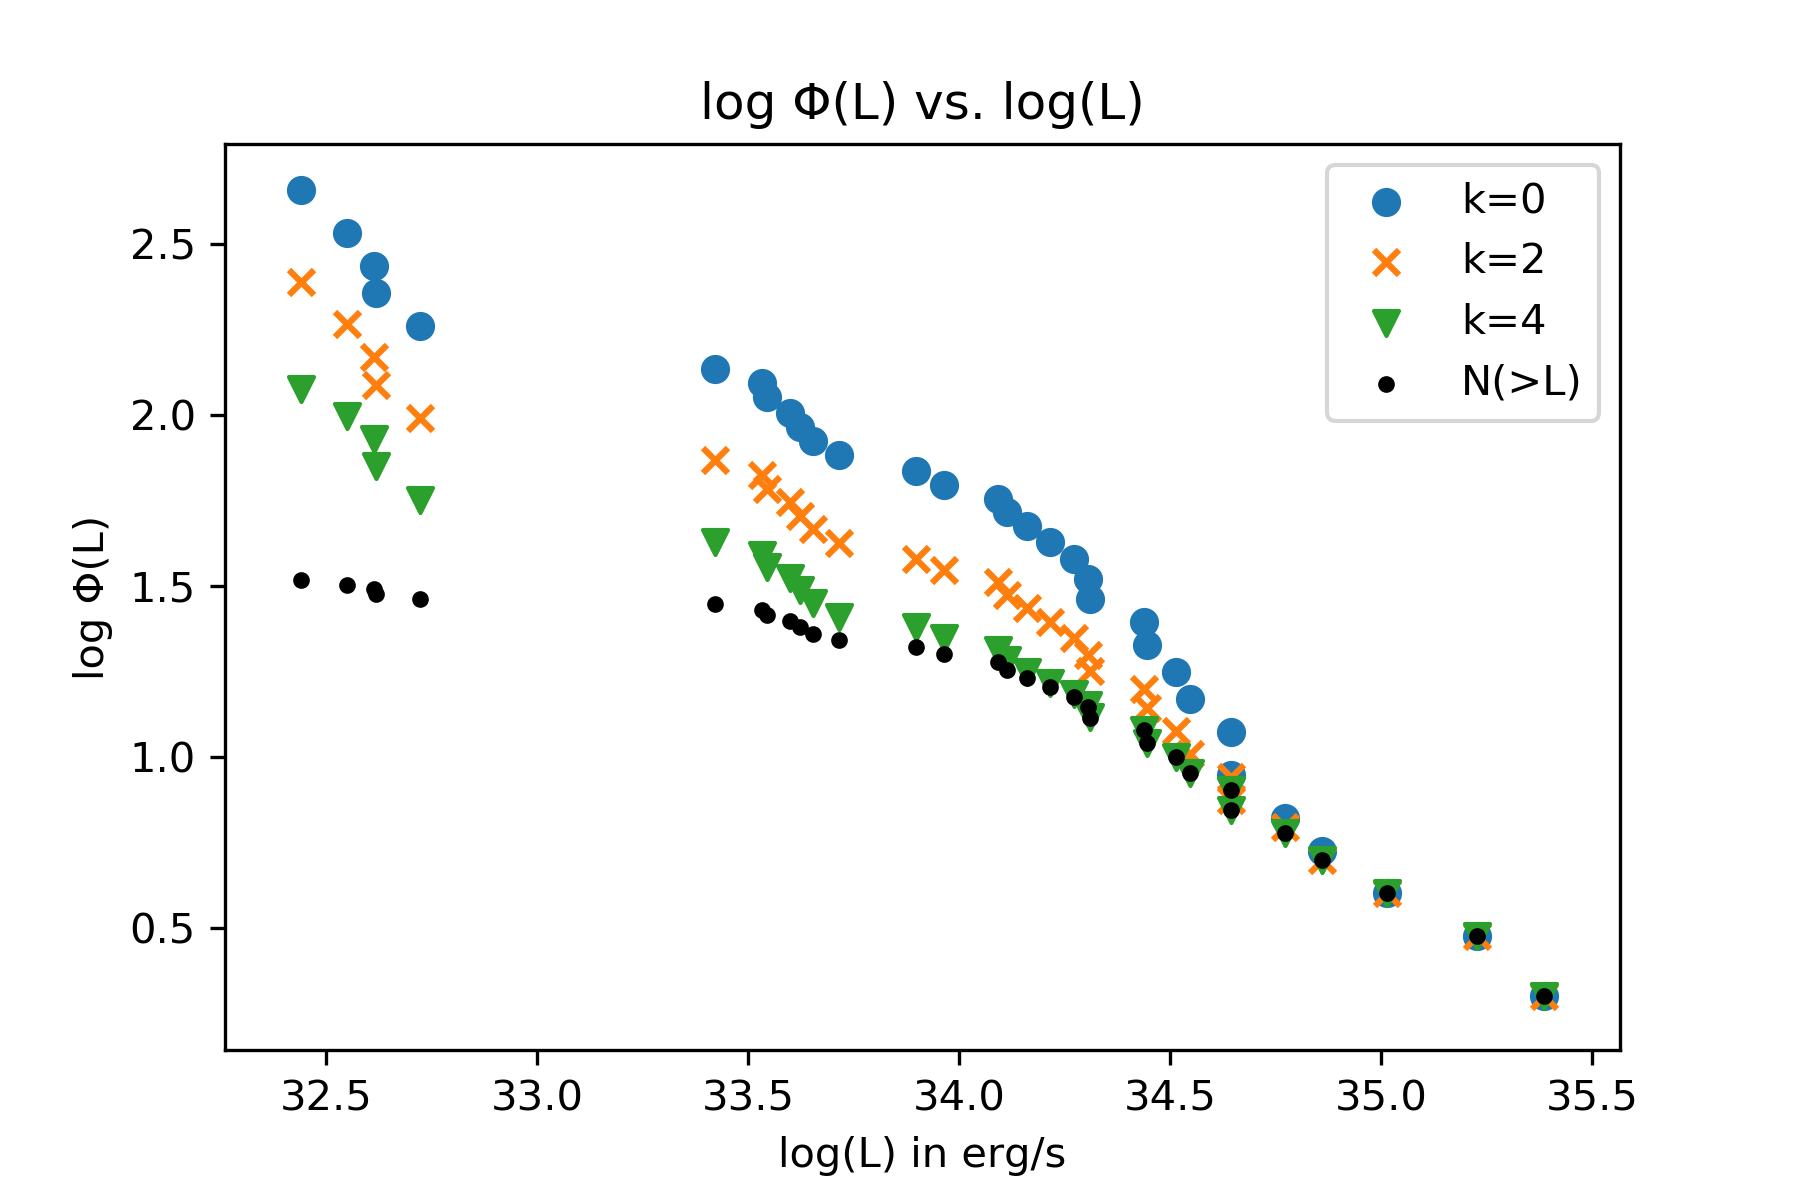 log Φ(L) vs. log(L)
k=0
k=2
k=4
N(>L)
2.5
2.0
1.5
1.0
0.5
log Φ(L)
32.5 33.0 33.5 34.0 34.5 35.0 35.5
log(L) in erg/s